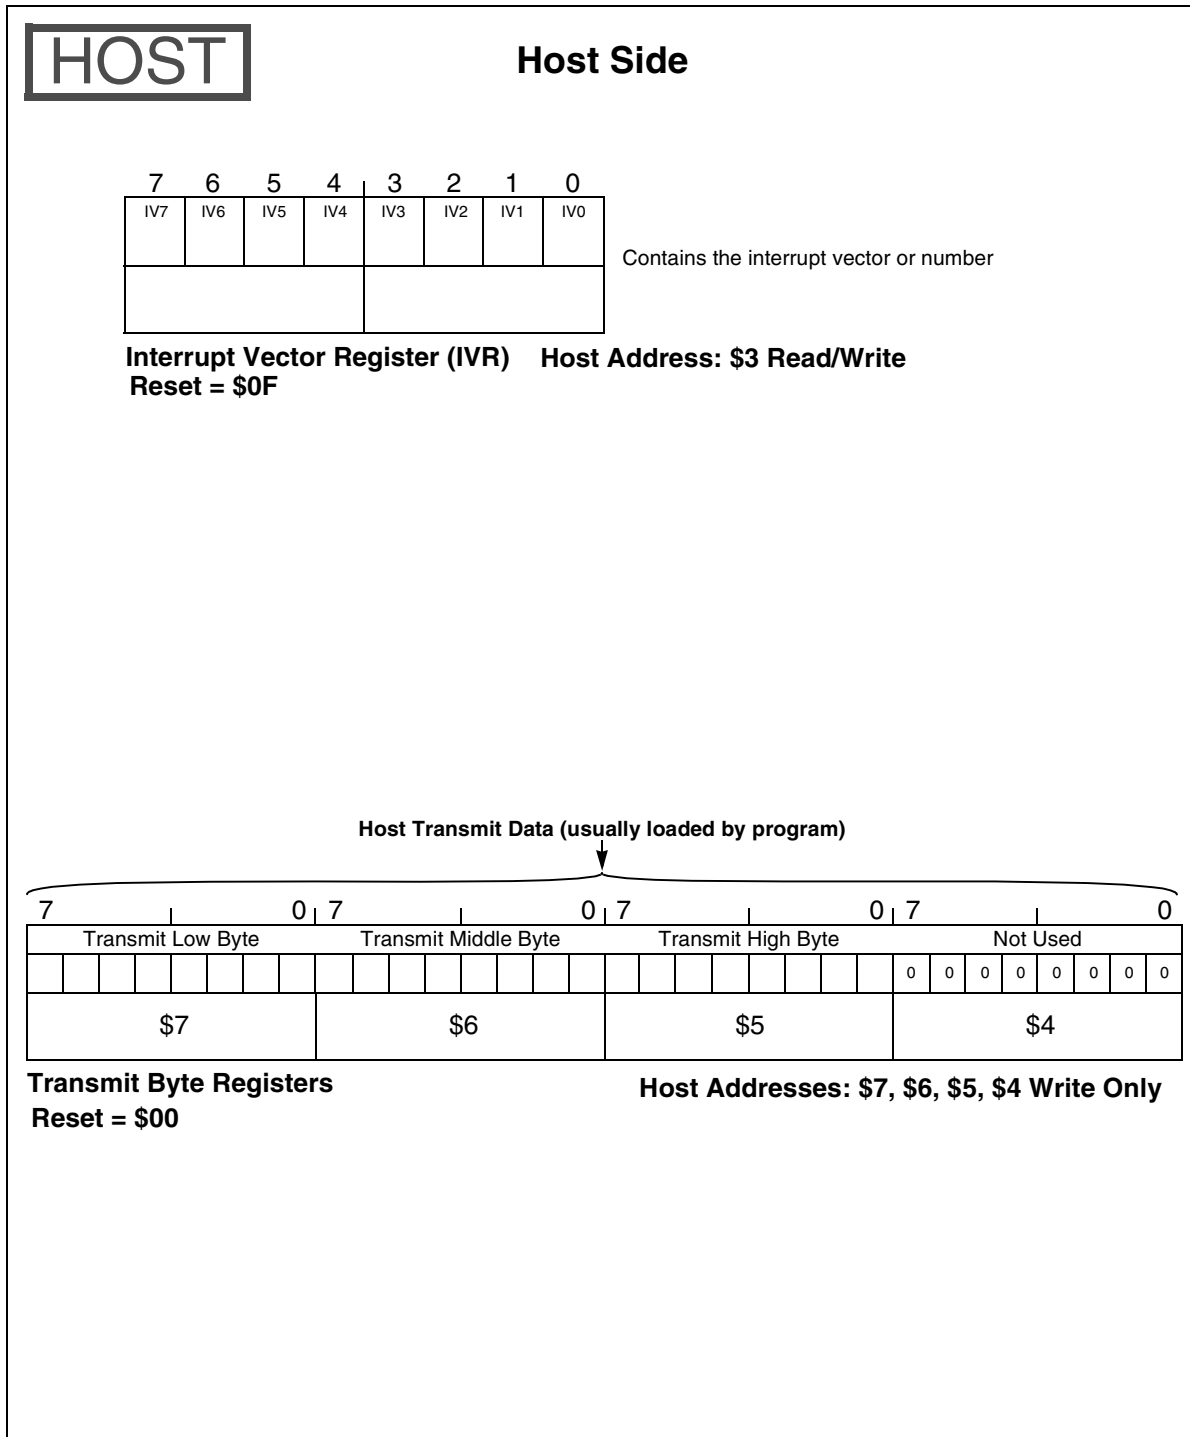 HOST
Host Side
7 6 5 4 3 2 1 0
IV7 IV6 IV5 IV4 IV3 IV2 IV1 IV0
Contains the interrupt vector or number
Interrupt Vector Register (IVR) Host Address: $3 Read/Write
Reset = $0F
Host Transmit Data (usually loaded by program)
7 0 7 0 7 0 7 0
Transmit Low Byte Transmit Middle Byte Transmit High Byte Not Used
0 0 0 0 0 0 0 0
$7 $6 $5 $4
Transmit Byte Registers Host Addresses: $7, $6, $5, $4 Write Only
Reset = $00